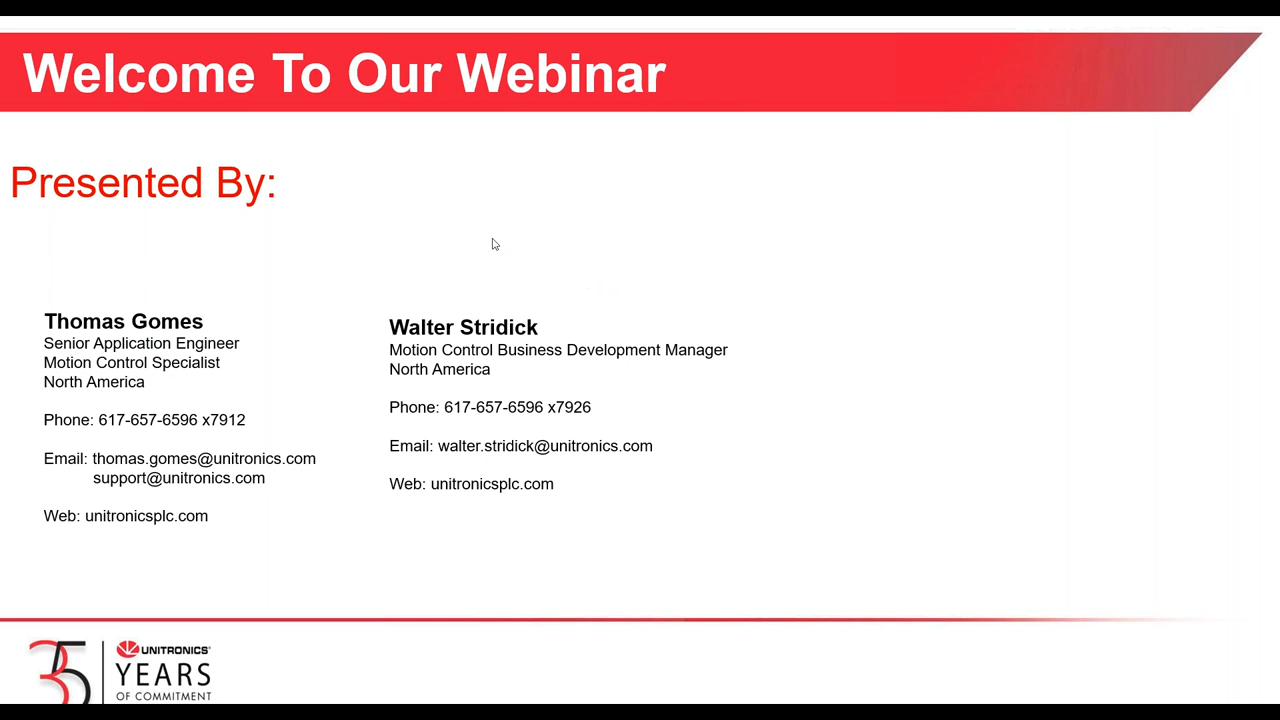 Welcome To Our Webinar
Presented By:
Thomas Gomes
Senior Application Engineer
Motion Control Specialist
North America
Phone: 617-657-6596 x7912
Email: thomas.gomes@unitronics.com
support@unitronics.com
Web: unitronicsplc.com
Walter Stridick
Motion Control Business Development Manager
North America
Phone: 617-657-6596 x7926
Email: walter.stridick@unitronics.com
Web: unitronicsplc.com
35
UNITRONICS®
YEARS
OF COMMITMENT